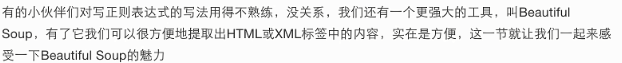 有的小伙伴们对写正则表达式的写法用得不熟练，没关系，我们还有一个更强大的工具，叫Beautiful
Soup，有了它我们可以很方便地提取出HTML或XML标签中的内容，实在是方便，这一节就让我们一起来感
受一下Beautiful Soup的魅力